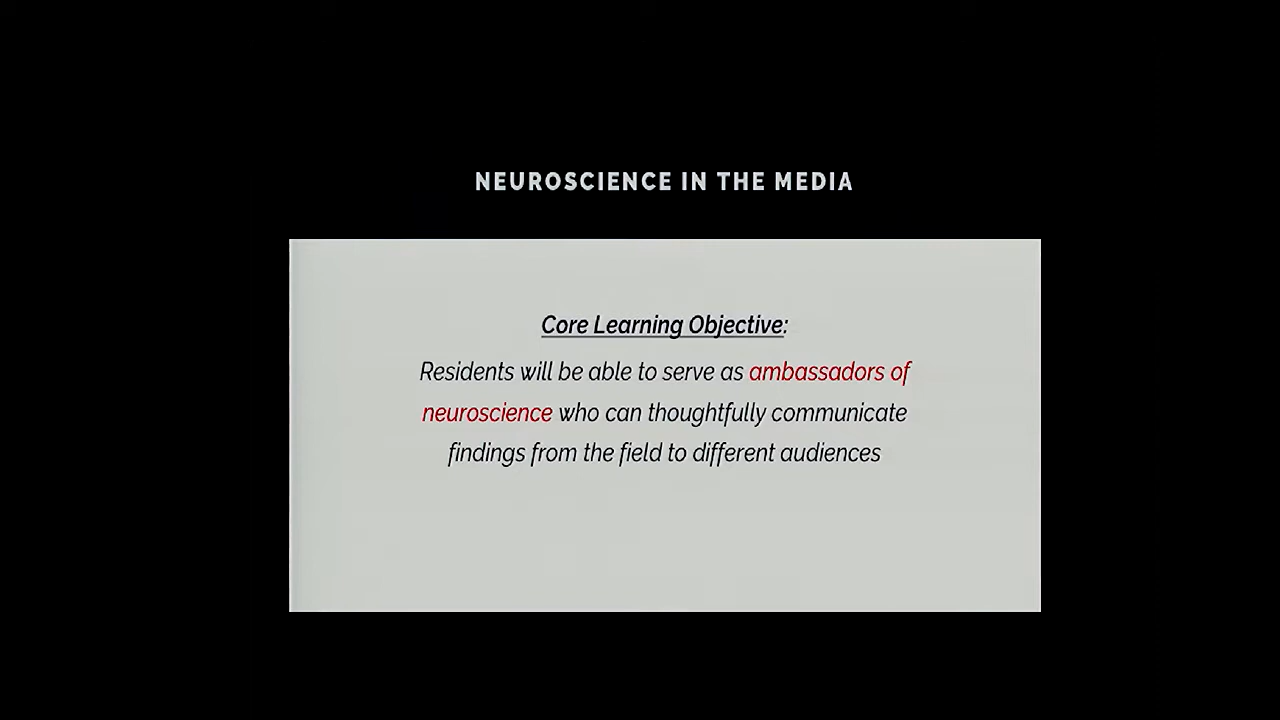 NEUROSCIENCE IN THE MEDIA
Core Learning Objective:
Residents will be able to serve as ambassadors of
neuroscience who can thoughtfully communicate
findings from the field to different audiences